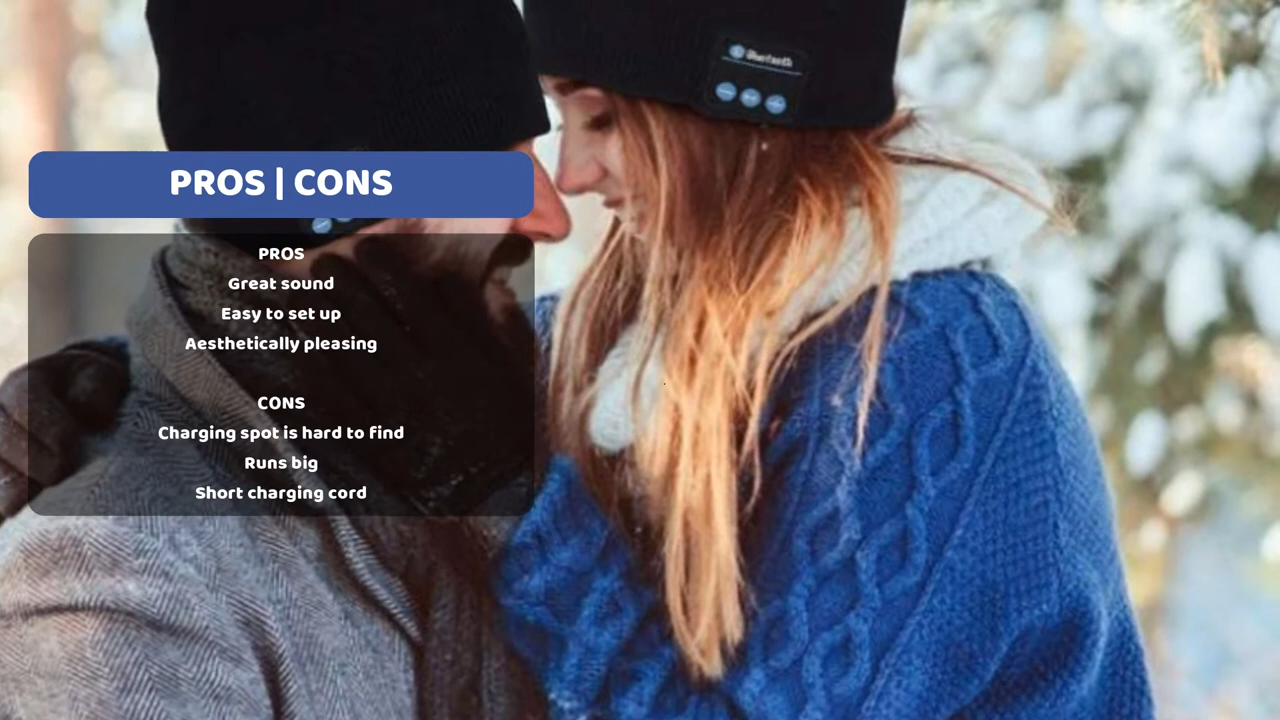 Bluetooth
PROS | CONS
PROS
Great sound
Easy to set up
Aesthetically pleasing
CONS
Charging spot is hard to find
Runs big
Short charging cord